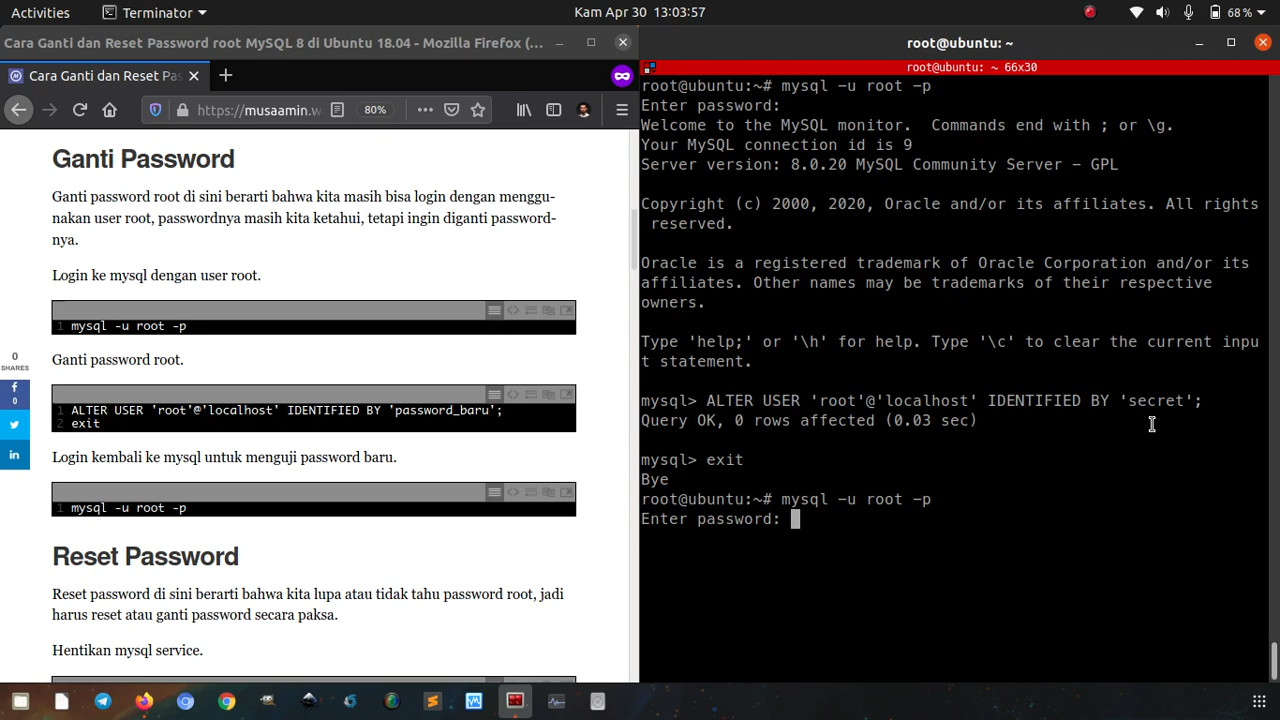 Activities
Terminator
Kam Apr 30 13:03:57
68 %
Cara Ganti dan Reset Password root MySQL 8 di Ubuntu 18.04 - Mozilla Firefox (...
Cara Ganti dan Reset Pas
https://musaamin.w
80%
Ganti Password
Ganti password root di sini berarti bahwa kita masih bisa login dengan menggu-
nakan user root, passwordnya masih kita ketahui, tetapi ingin diganti password-
nya.
Login ke mysql dengan user root.
1 mysql -u root -p
Ganti password root.
1 ALTER USER 'root'@'localhost' IDENTIFIED BY 'password_baru';
2 exit
Login kembali ke mysql untuk menguji password baru.
1 mysql -u root -p
Reset Password
Reset password di sini berarti bahwa kita lupa atau tidak tahu password root, jadi
harus reset atau ganti password secara paksa.
Hentikan mysql service.
0
SHARES
f
0
in
root@ubuntu: ~
root@ubuntu: ~ 66x30
root@ubuntu:~# mysql -u root -p
Enter password:
Welcome to the MySQL monitor.  Commands end with ; or \g.
Your MySQL connection id is 9
Server version: 8.0.20 MySQL Community Server - GPL
Copyright (c) 2000, 2020, Oracle and/or its affiliates. All rights
 reserved.
Oracle is a registered trademark of Oracle Corporation and/or its
affiliates. Other names may be trademarks of their respective
owners.
Type 'help;' or '\h' for help. Type '\c' to clear the current inpu
t statement.
mysql> ALTER USER 'root'@'localhost' IDENTIFIED BY 'secret';
Query OK, 0 rows affected (0.03 sec)
mysql> exit
Bye
root@ubuntu:~# mysql -u root -p
Enter password: